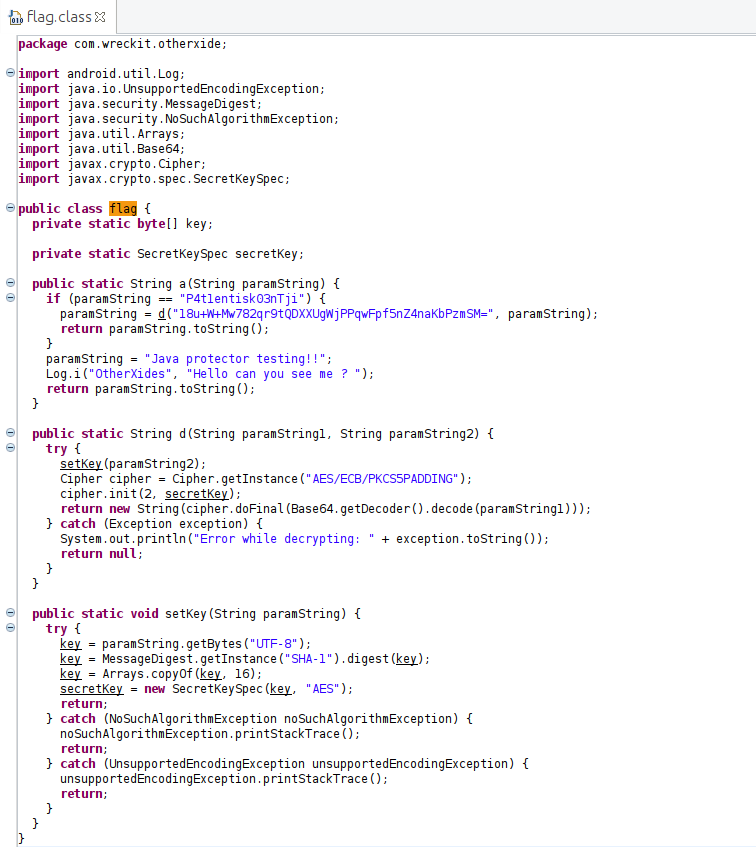 flag.class
package com.wreckit.otherxide;
import android.util.Log;
import java.io.UnsupportedEncodingException;
import java.security.MessageDigest;
import java.security.NoSuchAlgorithmException;
import java.util.Arrays;
import java.util.Base64;
import javax.crypto.Cipher;
import javax.crypto.spec.SecretKeySpec;
public class flag {
private static byte[] key;
private static SecretKeySpec secretKey;
public static String a(String paramString) {
if (paramString == "P4tlentisk03nTji") {
paramString = d("l8u+W+Mw782qr9tQDXXUgWjPPqwFpf5nZ4naKbPzmSM=", paramString);
return paramString.toString();
}
paramString = "Java protector testing!!";
Log.i("OtherXides", "Hello can you see me ? ");
return paramString.toString();
}
public static String d(String paramString1, String paramString2) {
try {
setKey(paramString2);
Cipher cipher = Cipher.getInstance("AES/ECB/PKCS5PADDING");
cipher.init(2, secretKey);
return new String(cipher.doFinal(Base64.getDecoder().decode(paramString1)));
} catch (Exception exception) {
System.out.println("Error while decrypting: " + exception.toString());
return null;
}
}
public static void setKey(String paramString) {
try {
key = paramString.getBytes("UTF-8");
key = MessageDigest.getInstance("SHA-1").digest(key);
key = Arrays.copyOf(key, 16);
secretKey = new SecretKeySpec(key, "AES");
return;
} catch (NoSuchAlgorithmException noSuchAlgorithmException) {
noSuchAlgorithmException.printStackTrace();
return;
} catch (UnsupportedEncodingException unsupportedEncodingException) {
unsupportedEncodingException.printStackTrace();
return;
}
}
}